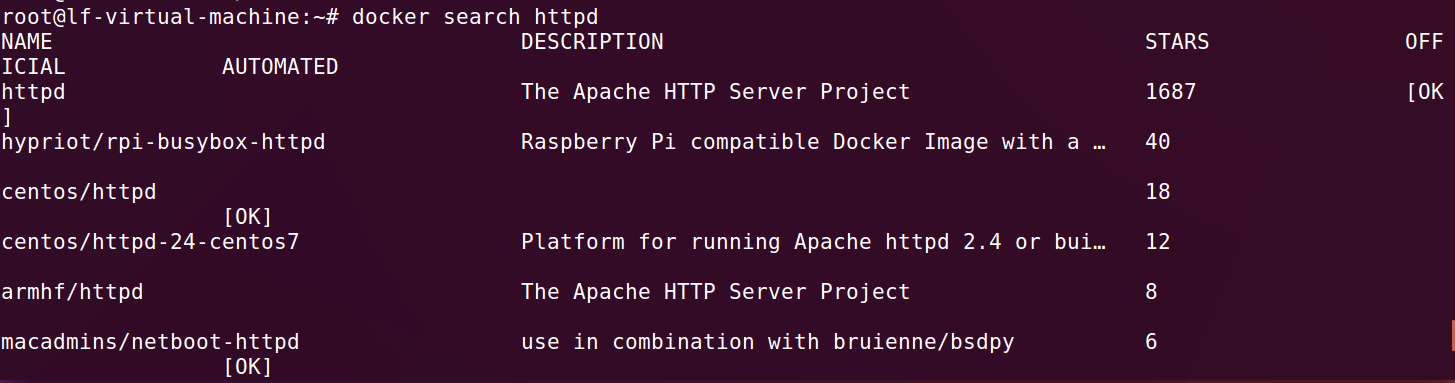 root@lf-virtual-machine:~# docker search httpd
NAME                                    DESCRIPTION                                     STARS               OFF
ICIAL            AUTOMATED
httpd                                   The Apache HTTP Server Project                  1687                [OK
]
hypriot/rpi-busybox-httpd               Raspberry Pi compatible Docker Image with a …   40
centos/httpd                                                                            18
                 [OK]
centos/httpd-24-centos7                 Platform for running Apache httpd 2.4 or bui…   12
armhf/httpd                             The Apache HTTP Server Project                  8
macadmins/netboot-httpd                 use in combination with bruienne/bsdpy          6
                 [OK]